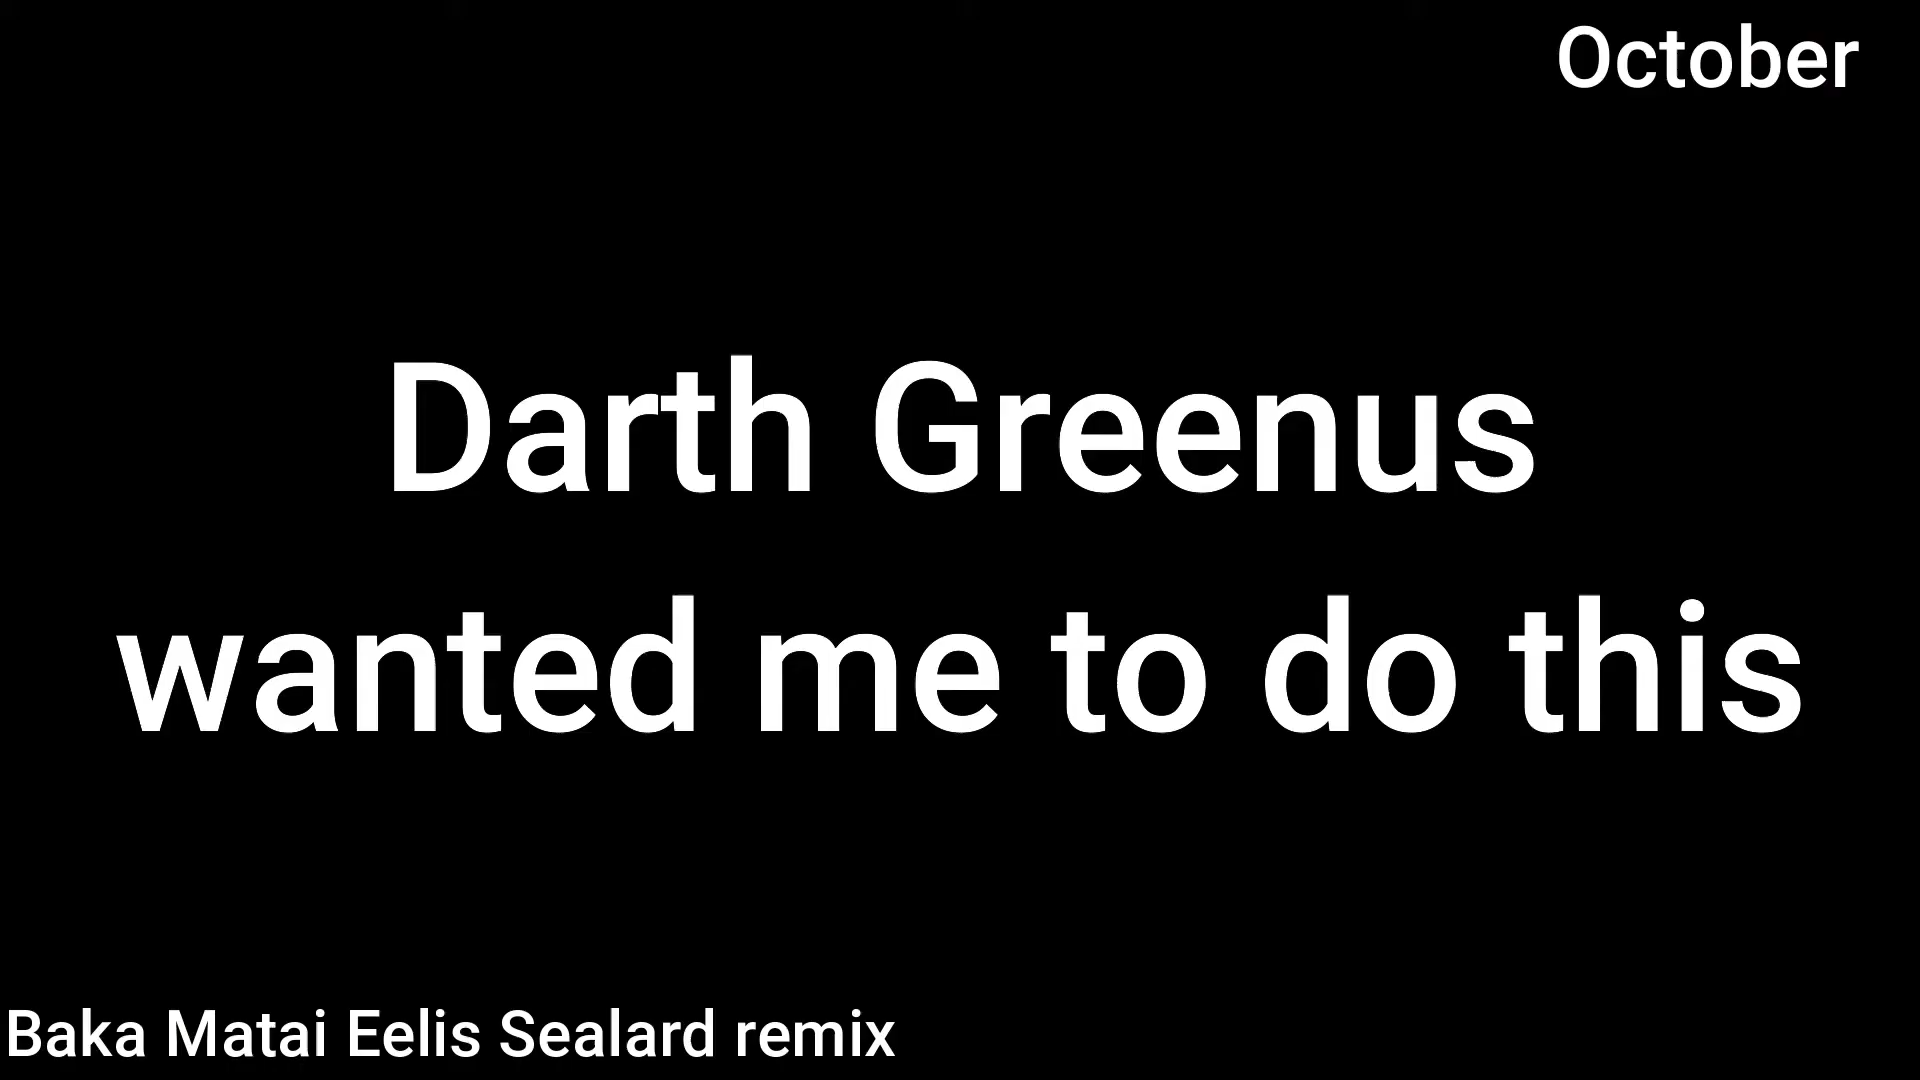 October
Darth Greenus
wanted me to do this
Baka Matai Eelis Sealard remix